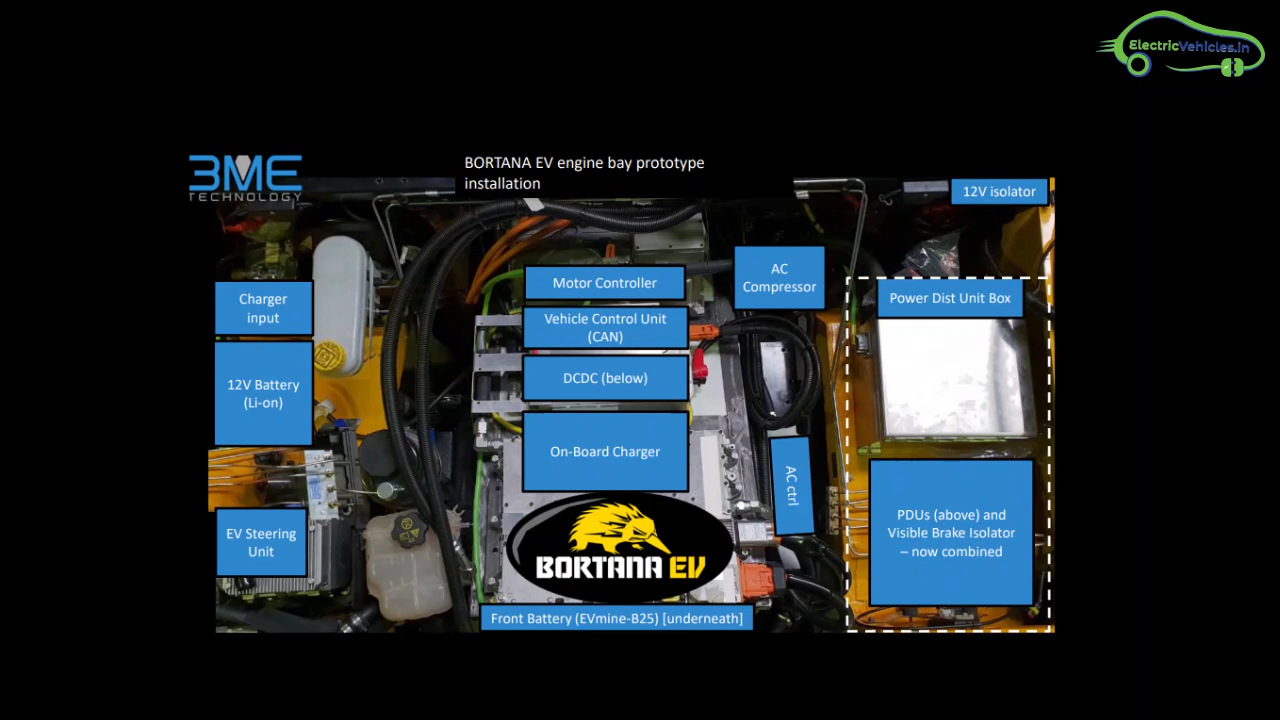 ElectricVehicles.in
3ME
TECHNOLOGY
BORTANA EV engine bay prototype
installation
12V isolator
Motor Controller
AC
Compressor
Charger
input
Power Dist Unit Box
Vehicle Control Unit
(CAN)
12V Battery
(Li-on)
DCDC (below)
On-Board Charger
AC ctrl
EV Steering
Unit
PDUs (above) and
Visible Brake Isolator
– now combined
BORTANA EV
Front Battery (EVmine-B25) [underneath]